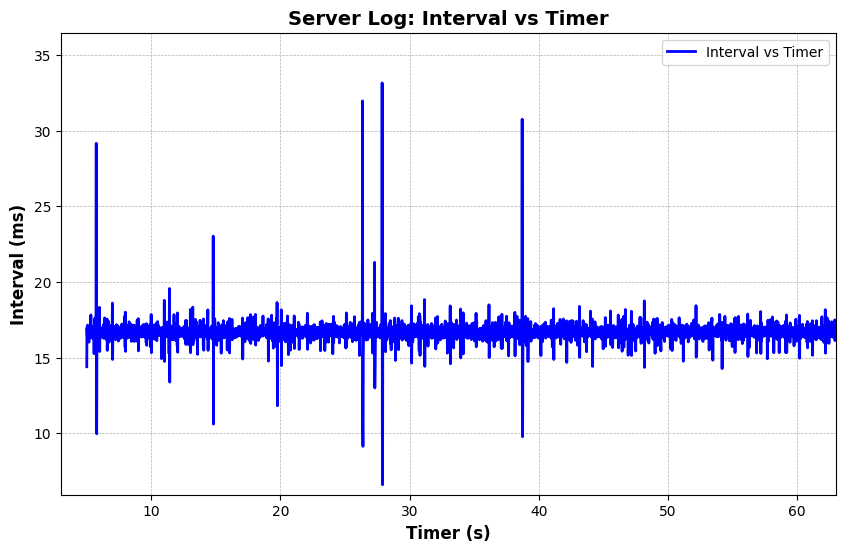 Server Log: Interval vs Timer
Interval vs Timer
35
30
25
20
15
10
Interval (ms)
10 20 30 40 50 60
Timer (s)